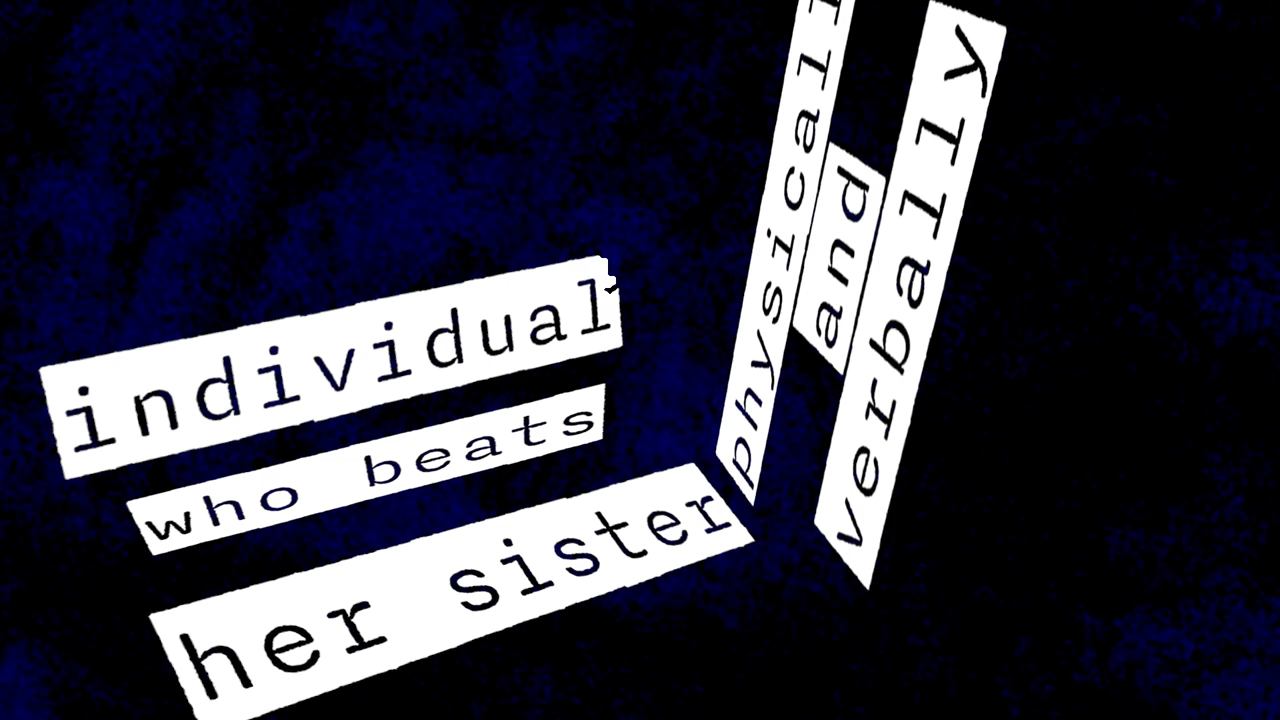 individual
who beats
her sister
physicall
and
verbally